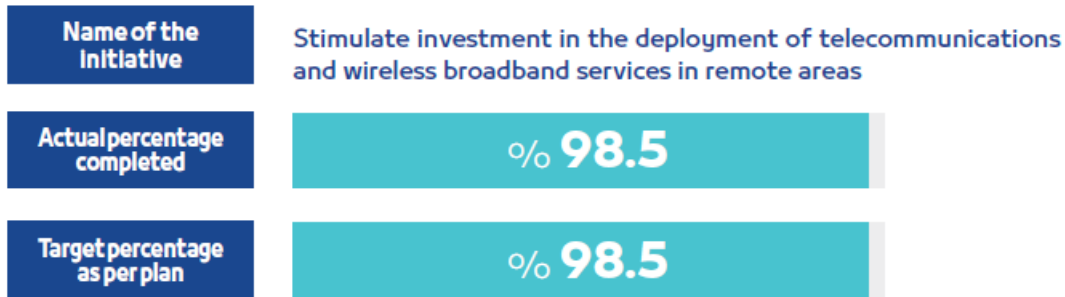 Name of the
initiative
Stimulate investment in the deployment of telecommunications
and wireless broadband services in remote areas
Actual percentage
completed
% 98.5
Target percentage
as per plan
% 98.5